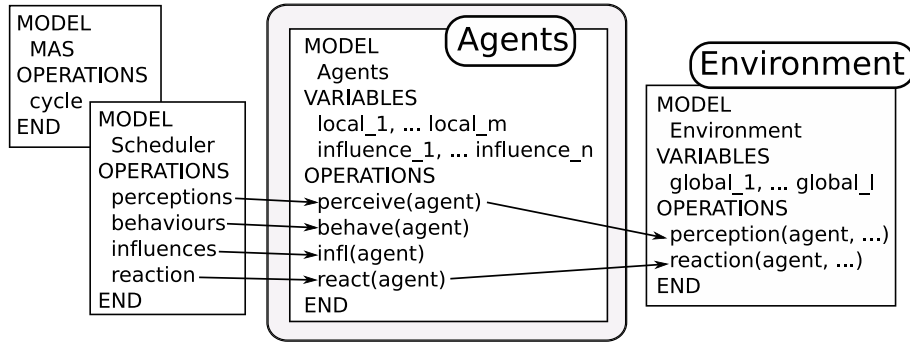 MODEL
MAS
OPERATIONS
cycle
END
MODEL
Scheduler
OPERATIONS
perceptions
behaviours
influences
reaction
END
Agents
MODEL
Agents
VARIABLES
local_1, ... local_m
influence_1, ... influence_n
OPERATIONS
perceive(agent)
behave(agent)
infl(agent)
react(agent)
END
Environment
MODEL
Environment
VARIABLES
global_1, ... global_l
OPERATIONS
perception(agent, ...)
reaction(agent, ...)
END